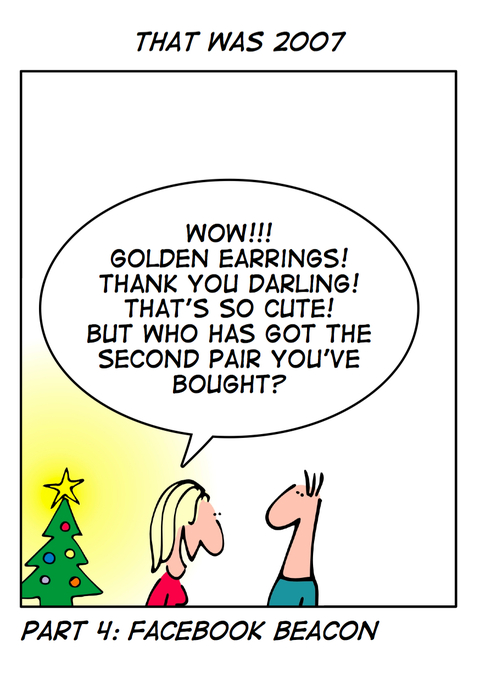 THAT WAS 2007
WOW!!!
GOLDEN EARRINGS!
THANK YOU DARLING!
THAT'S SO CUTE!
BUT WHO HAS GOT THE
SECOND PAIR YOU'VE
BOUGHT?
PART 4: FACEBOOK BEACON